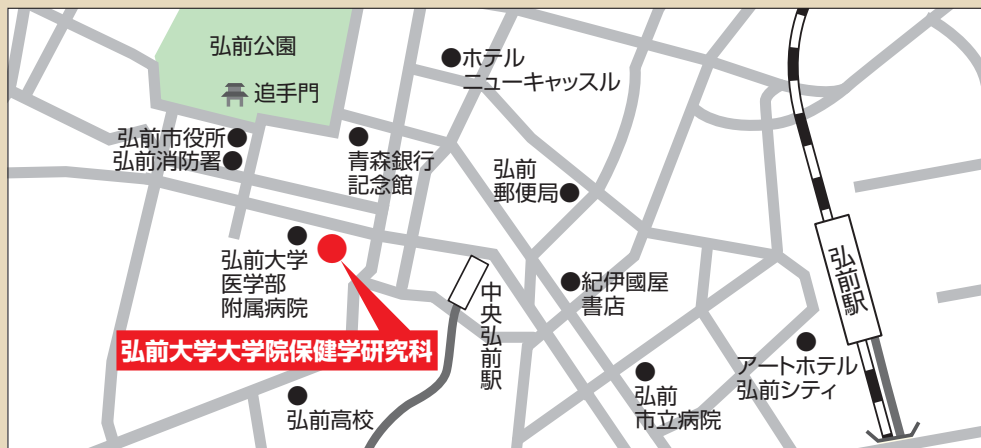 弘前公園
追手門
ホテル
ニューキャッスル
弘前市役所
弘前消防署
青森銀行
記念館
弘前
郵便局
弘前大学
医学部
附属病院
弘前大学大学院保健学研究科
中央弘前駅
紀伊國屋
書店
弘前駅
アートホテル
弘前シティ
弘前
市立病院
弘前高校